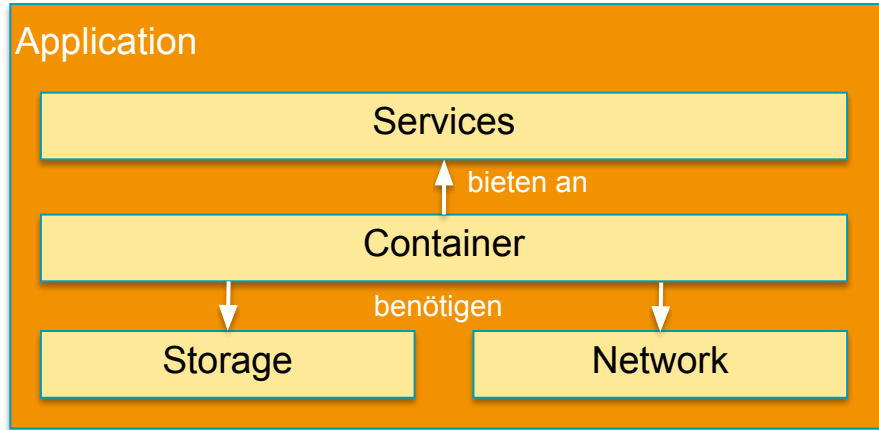 Application
Services
bieten an
Container
benötigen
Storage
Network